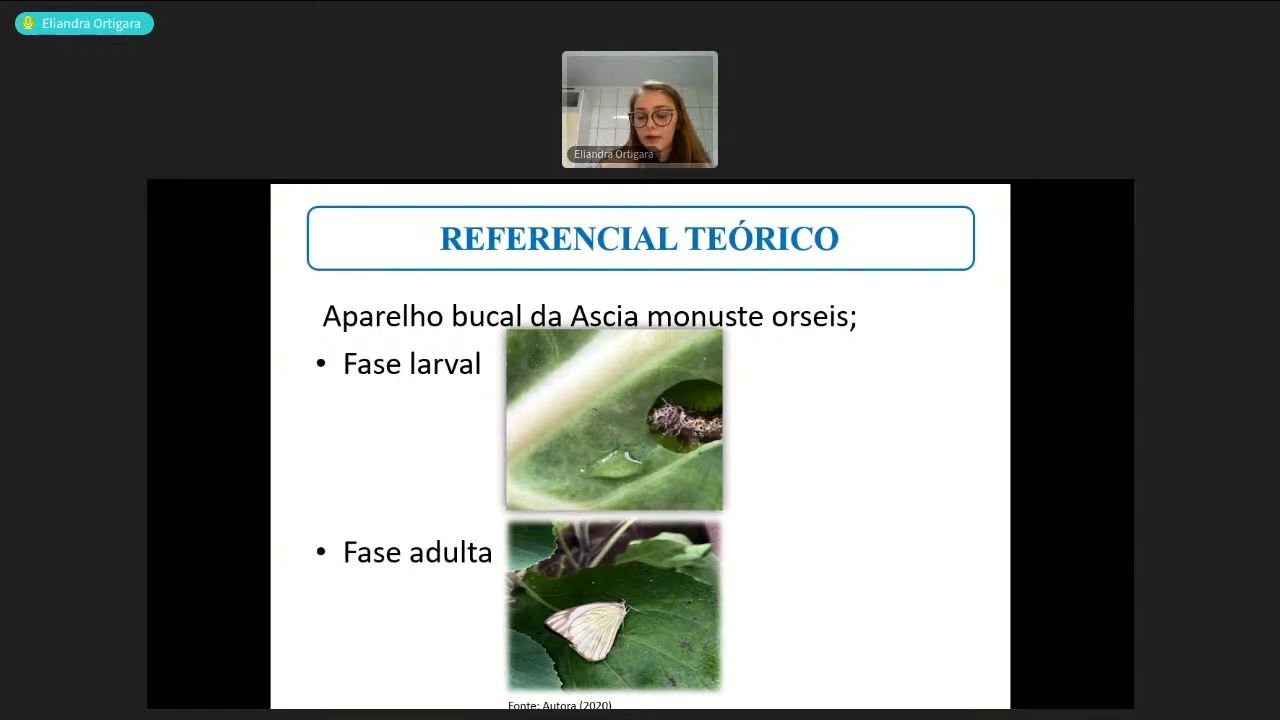 Eliandra Ortigara
Eliandra Ortigara
REFERENCIAL TEÓRICO
Aparelho bucal da Ascia monuste orseis;
• Fase larval
• Fase adulta
Fonte: Autora (2020)